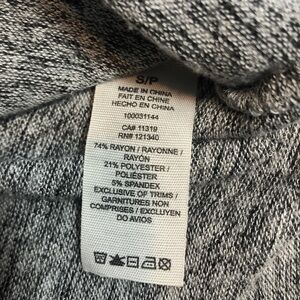 S/P
MADE IN CHINA
FAIT EN CHINE
HECHO EN CHINA
100031144
CA# 11319
RN# 121340
74% RAYON / RAYONNE /
RAYÓN
21% POLYESTER /
POLIÉSTER
5% SPANDEX
EXCLUSIVE OF TRIMS /
GARNITURES NON
COMPRISES / EXCLUYEN
DO AVIOS